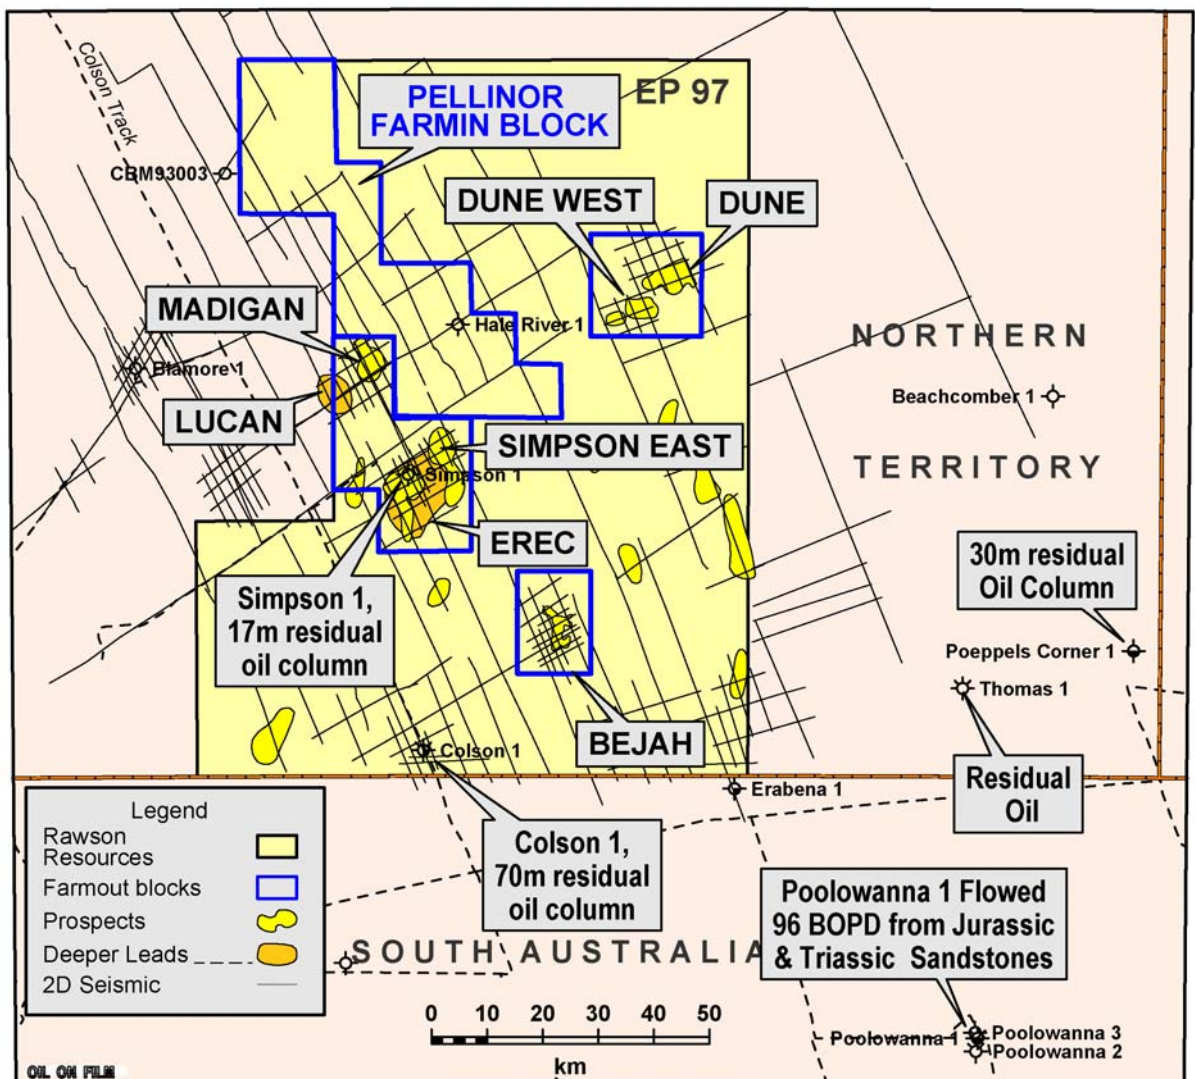 Colson Track
EP 97
PELLINOR
FARMIN BLOCK
CBM93003
DUNE WEST
DUNE
MADIGAN
Hale River 1
NORTHERN
Blamore 1
Beachcomber 1
LUCAN
SIMPSON EAST
TERRITORY
Simpson 1
EREC
30m residual
Oil Column
Simpson 1,
17m residual
oil column
Poeppels Corner 1
Thomas 1
BEJAH
Colson 1
Residual
Oil
Erabena 1
Legend
Rawson
Resources
Farmout blocks
Prospects
Deeper Leads
2D Seismic
Colson 1,
70m residual
oil column
Poolowanna 1 Flowed
96 BOPD from Jurassic
& Triassic Sandstones
SOUTH AUSTRALIA
0 10 20 30 40 50
km
Poolowanna 1
Poolowanna 3
Poolowanna 2
OIL ON FILM